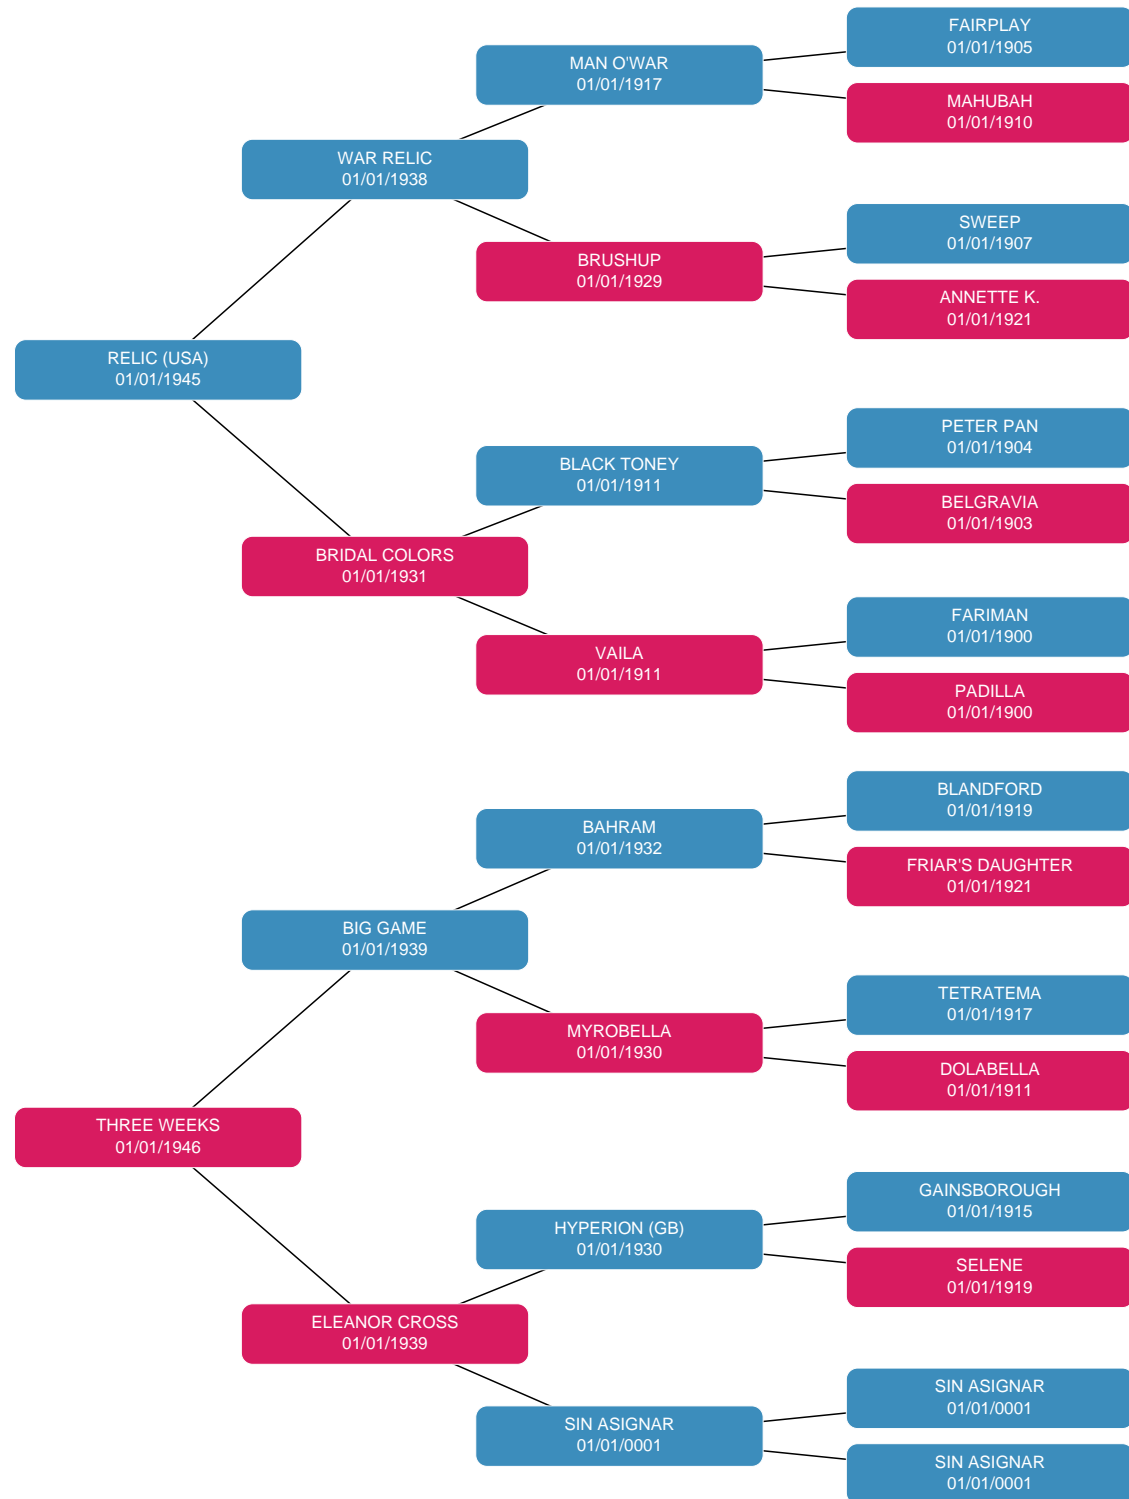 FAIRPLAY
01/01/1905
MAN O'WAR
01/01/1917
MAHUBAH
01/01/1910
WAR RELIC
01/01/1938
SWEEP
01/01/1907
BRUSHUP
01/01/1929
ANNETTE K.
01/01/1921
RELIC (USA)
01/01/1945
PETER PAN
01/01/1904
BLACK TONEY
01/01/1911
BELGRAVIA
01/01/1903
BRIDAL COLORS
01/01/1931
FARIMAN
01/01/1900
VAILA
01/01/1911
PADILLA
01/01/1900
BLANDFORD
01/01/1919
BAHRAM
01/01/1932
FRIAR'S DAUGHTER
01/01/1921
BIG GAME
01/01/1939
TETRATEMA
01/01/1917
MYROBELLA
01/01/1930
DOLABELLA
01/01/1911
THREE WEEKS
01/01/1946
GAINSBOROUGH
01/01/1915
HYPERION (GB)
01/01/1930
SELENE
01/01/1919
ELEANOR CROSS
01/01/1939
SIN ASIGNAR
01/01/0001
SIN ASIGNAR
01/01/0001
SIN ASIGNAR
01/01/0001